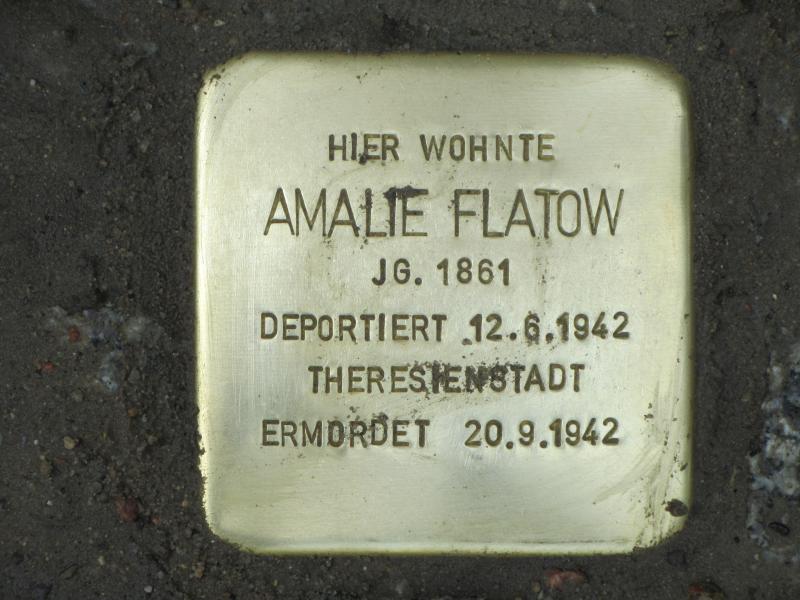 HIER WOHNTE
AMALIE FLATOW
JG. 1861
DEPORTIERT 12.6.1942
THERESIENSTADT
ERMORDET 20.9.1942